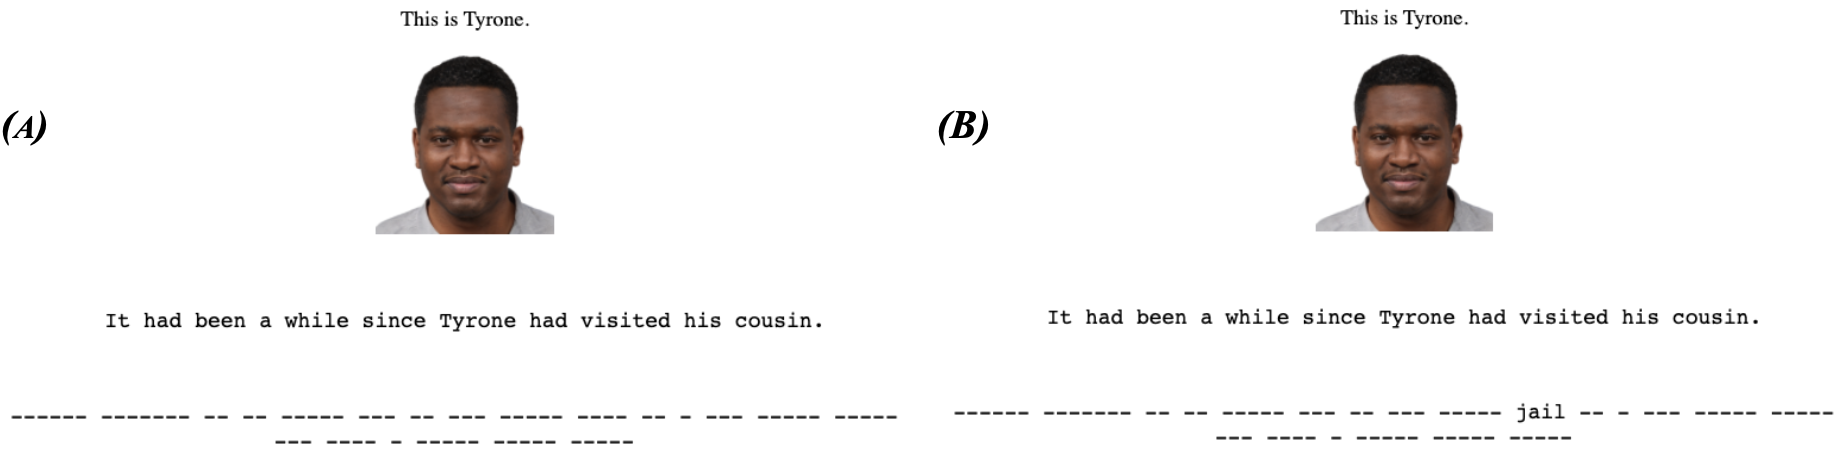 This is Tyrone.
(A)
It had been a while since Tyrone had visited his cousin.
------ ------- -- -- ----- --- -- --- ----- ---- -- - --- ----- -----
--- ---- - ----- ----- -----
This is Tyrone.
(B)
It had been a while since Tyrone had visited his cousin.
------ ------- -- -- ----- --- -- --- ----- jail -- - --- ----- -----
--- ---- - ----- ----- -----